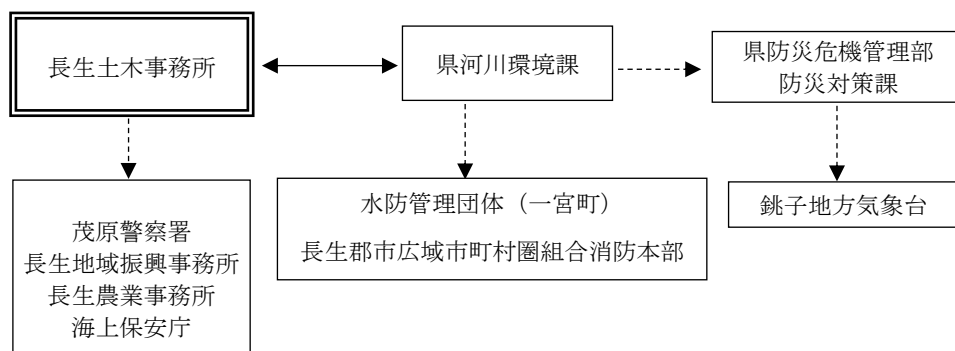 長生土木事務所
県河川環境課
県防災危機管理部
防災対策課
茂原警察署
長生地域振興事務所
長生農業事務所
海上保安庁
水防管理団体（一宮町）
長生郡市広域市町村圏組合消防本部
銚子地方気象台